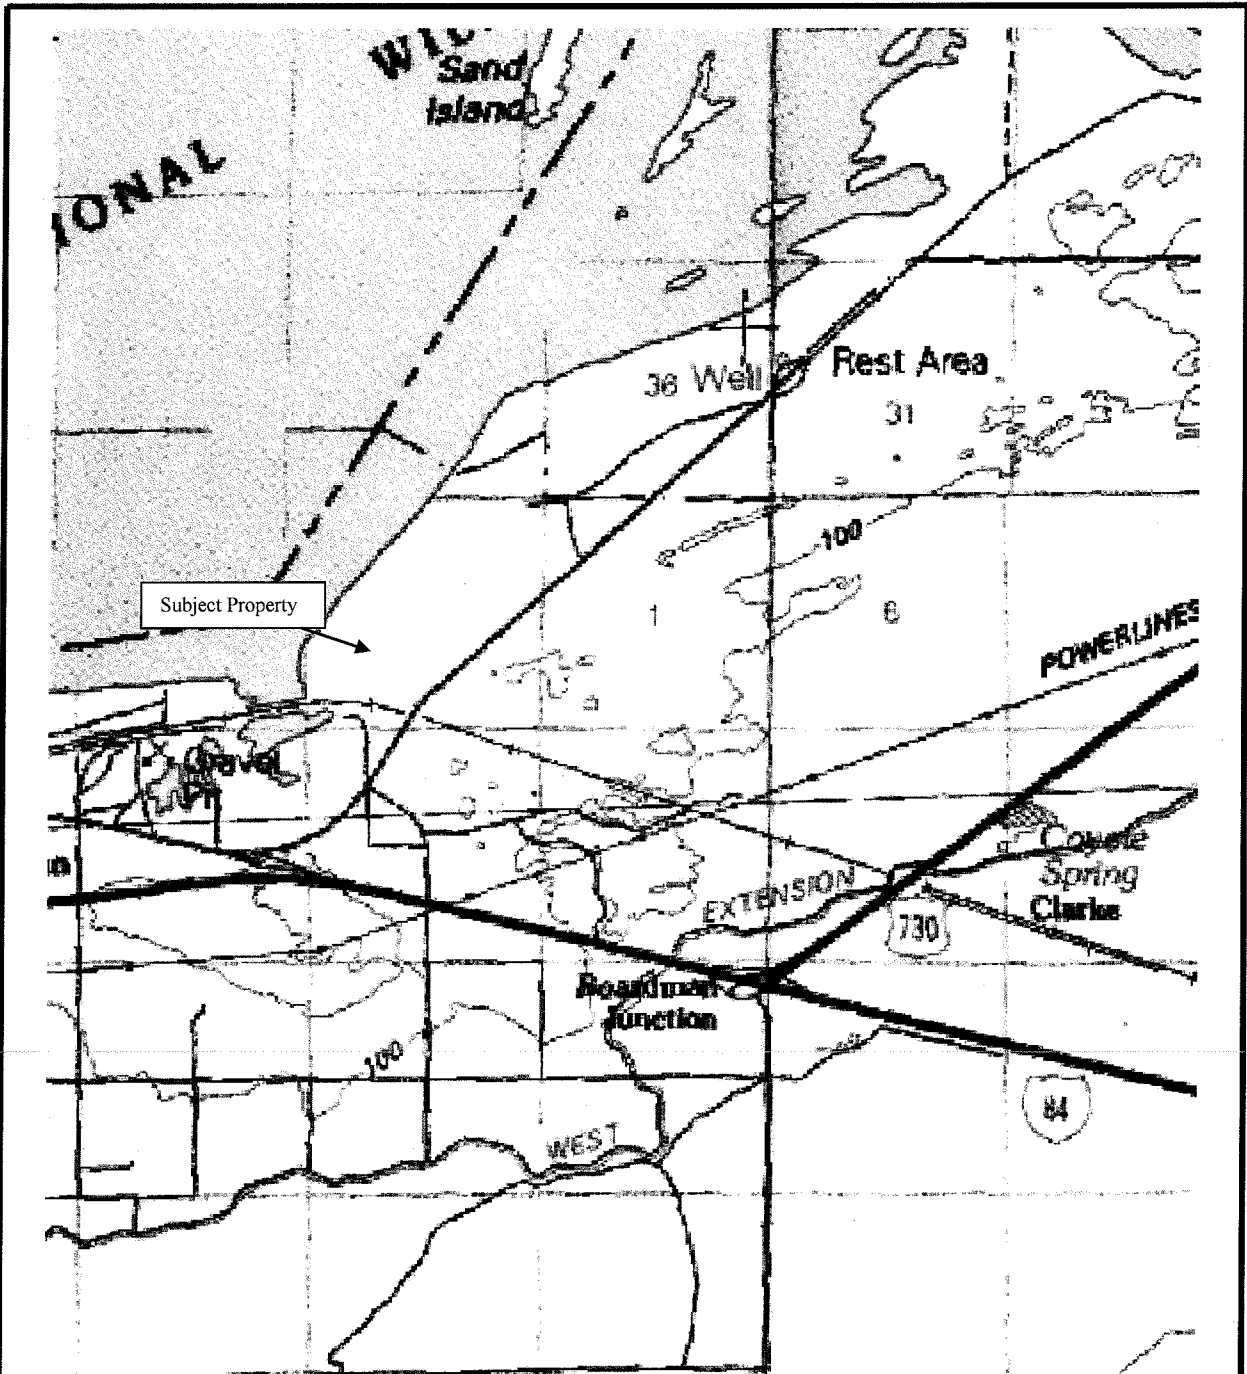 Sand
Island
IONAL
36 Well
Rest Area
31
100
Subject Property
1
6
POWERLINES
Gravel
Pit
Coyote
Spring
Clarke
EXTENSION
730
Boardman
Junction
100
84
WEST